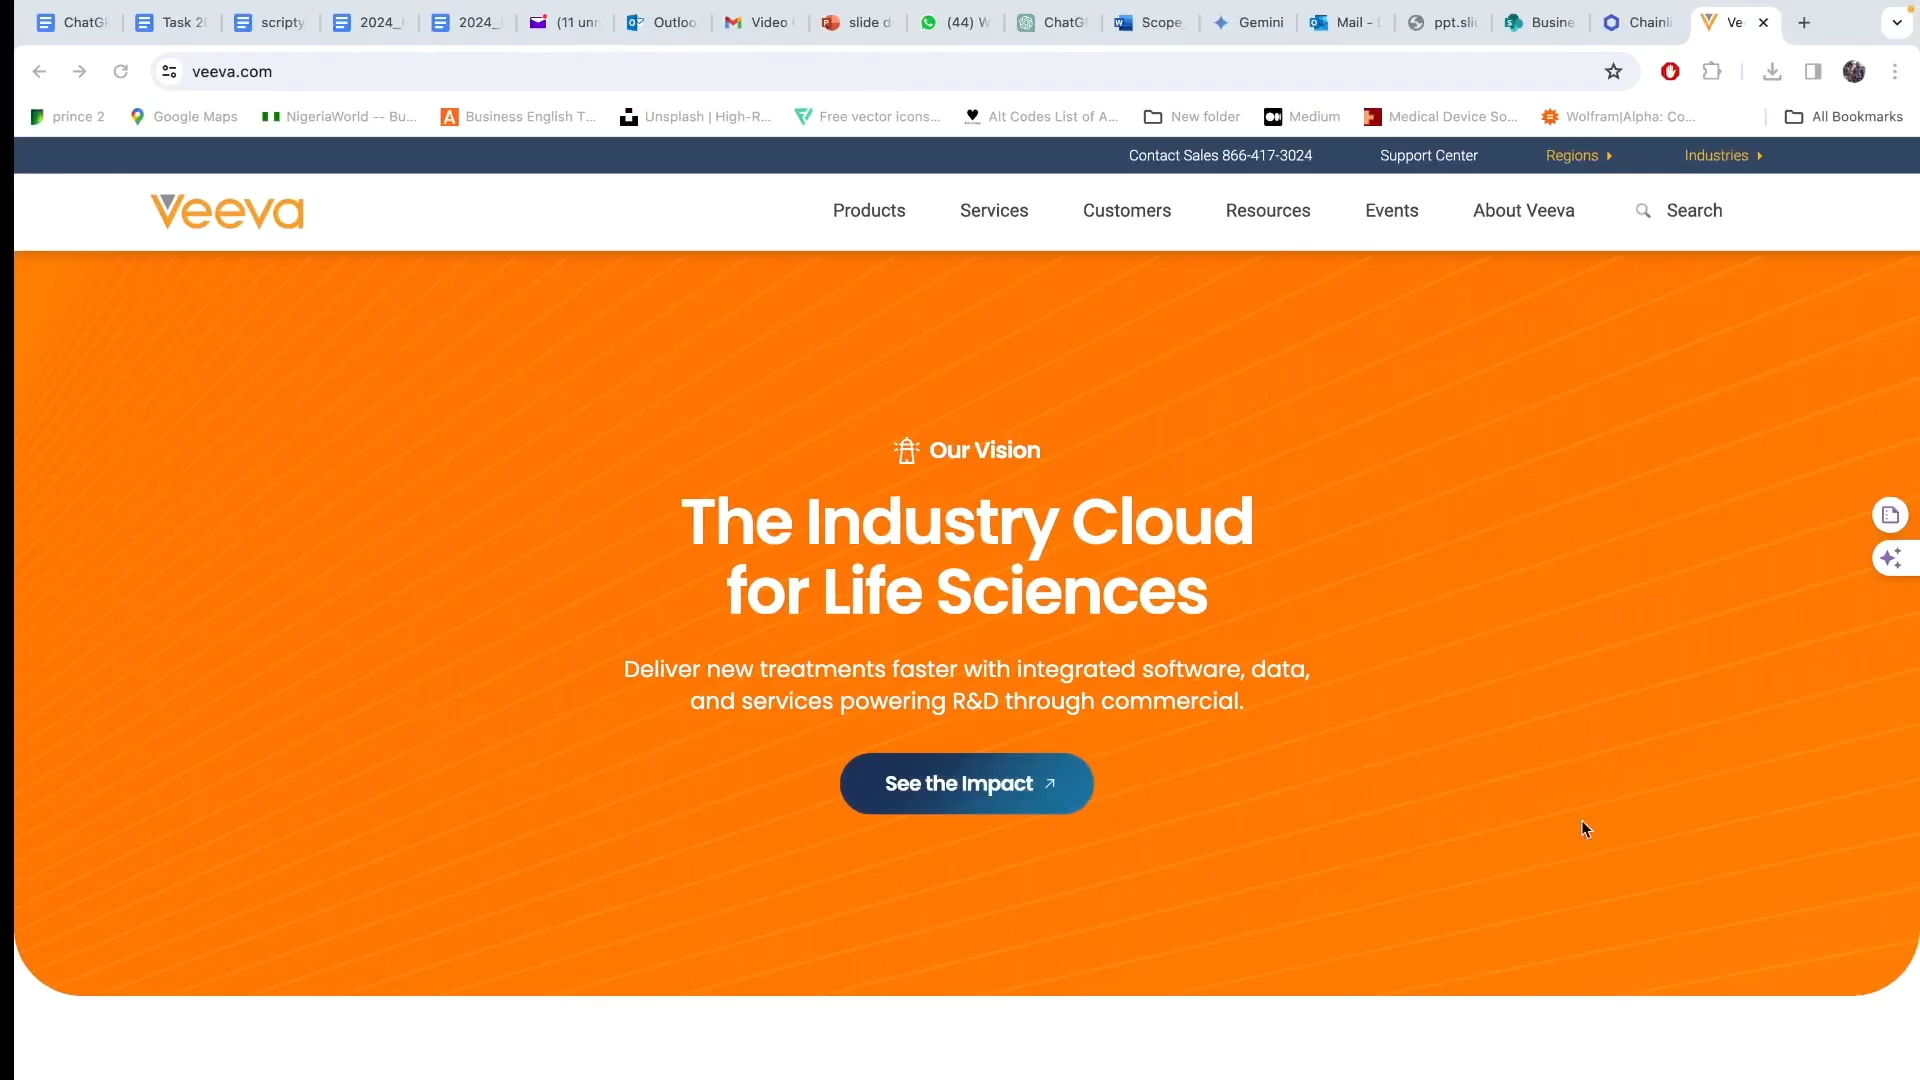 ChatG
Task 2
scripty
2024_
2024_
(11 unr
Outloo
Video
slide d
(44) W
ChatG
Scope_
Gemini
Mail -
ppt.sli
Busine
Chainli
Ve
veeva.com
prince 2
Google Maps
NigeriaWorld -- Bu...
Business English T...
Unsplash | High-R...
Free vector icons...
Alt Codes List of A...
New folder
Medium
Medical Device So...
Wolfram|Alpha: Co...
All Bookmarks
Contact Sales 866-417-3024
Support Center
Regions
Industries
Veeva
Products
Services
Customers
Resources
Events
About Veeva
Search
Our Vision
The Industry Cloud
for Life Sciences
Deliver new treatments faster with integrated software, data,
and services powering R&D through commercial.
See the Impact